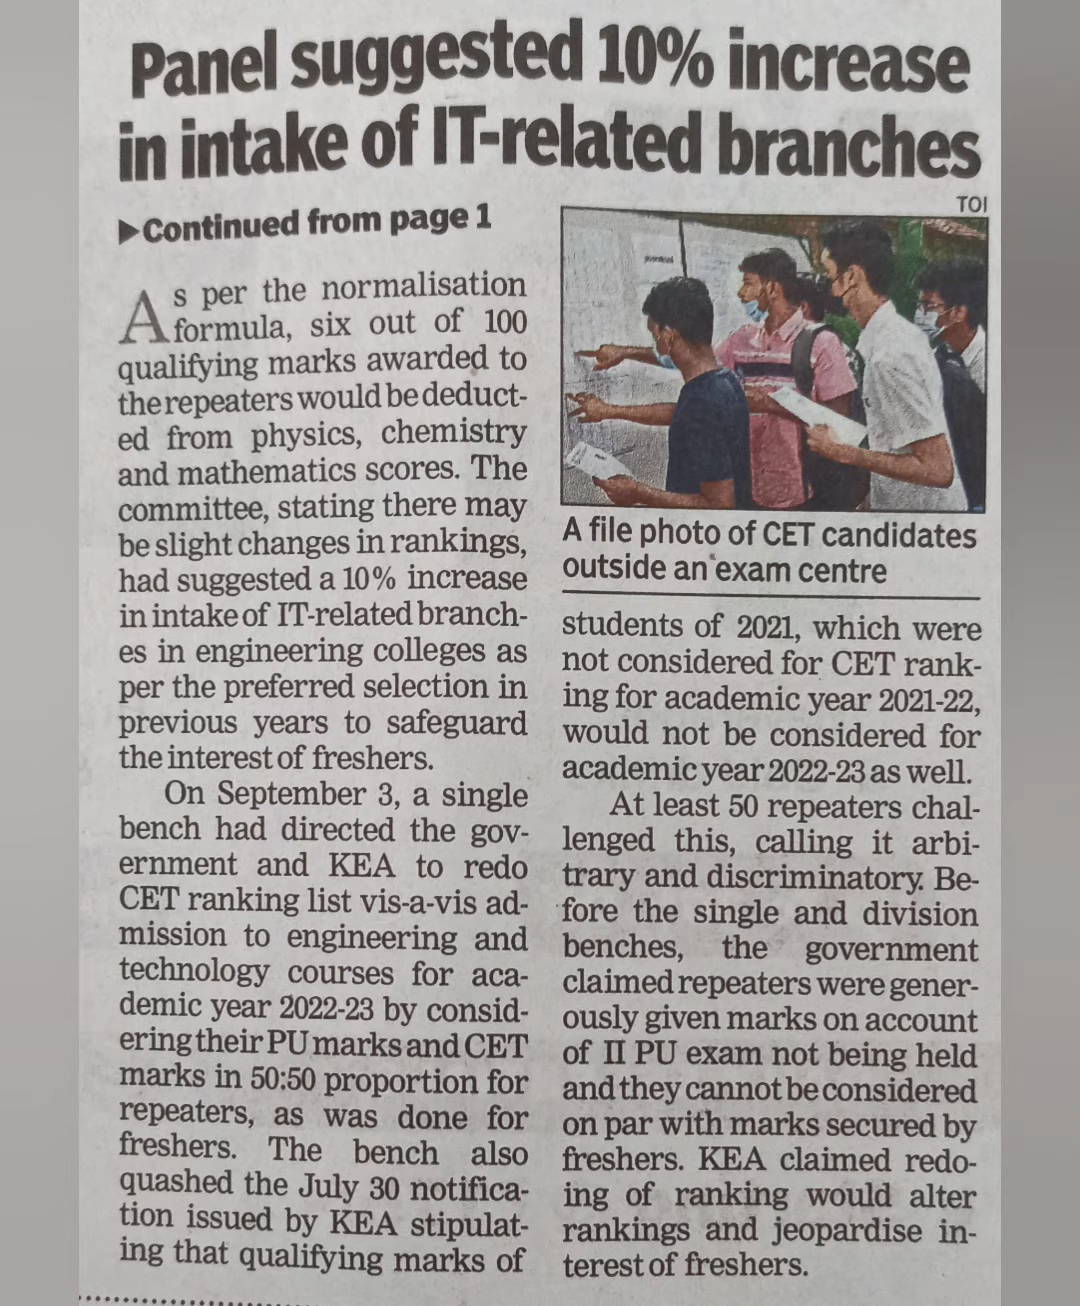 Panel suggested 10% increase
in intake of IT-related branches
▶Continued from page 1
As per the normalisation
formula, six out of 100
qualifying marks awarded to
the repeaters would be deduct-
ed from physics, chemistry
and mathematics scores. The
committee, stating there may
be slight changes in rankings,
had suggested a 10% increase
in intake of IT-related branch-
es in engineering colleges as
per the preferred selection in
previous years to safeguard
the interest of freshers.
On September 3, a single
bench had directed the gov-
ernment and KEA to redo
CET ranking list vis-a-vis ad-
mission to engineering and
technology courses for aca-
demic year 2022-23 by consid-
ering their PU marks and CET
marks in 50:50 proportion for
repeaters, as was done for
freshers. The bench also
quashed the July 30 notifica-
tion issued by KEA stipulat-
ing that qualifying marks of
TOI
A file photo of CET candidates
outside an exam centre
students of 2021, which were
not considered for CET rank-
ing for academic year 2021-22,
would not be considered for
academic year 2022-23 as well.
At least 50 repeaters chal-
lenged this, calling it arbi-
trary and discriminatory. Be-
fore the single and division
benches, the government
claimed repeaters were gener-
ously given marks on account
of II PU exam not being held
and they cannot be considered
on par with marks secured by
freshers. KEA claimed redo-
ing of ranking would alter
rankings and jeopardise in-
terest of freshers.